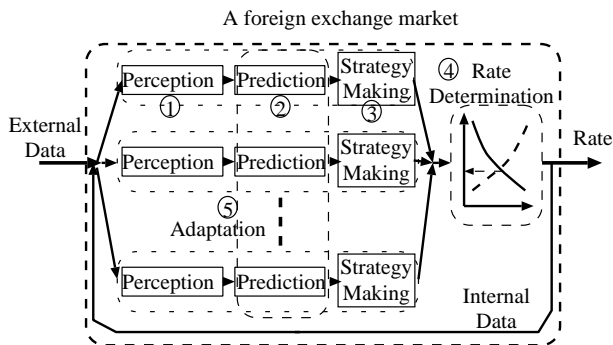 A foreign exchange market
Perception
Prediction
Strategy
Making
①
②
③
④ Rate
Determination
External
Data
Rate
Perception
Prediction
Strategy
Making
⑤
Adaptation
Perception
Prediction
Strategy
Making
Internal
Data